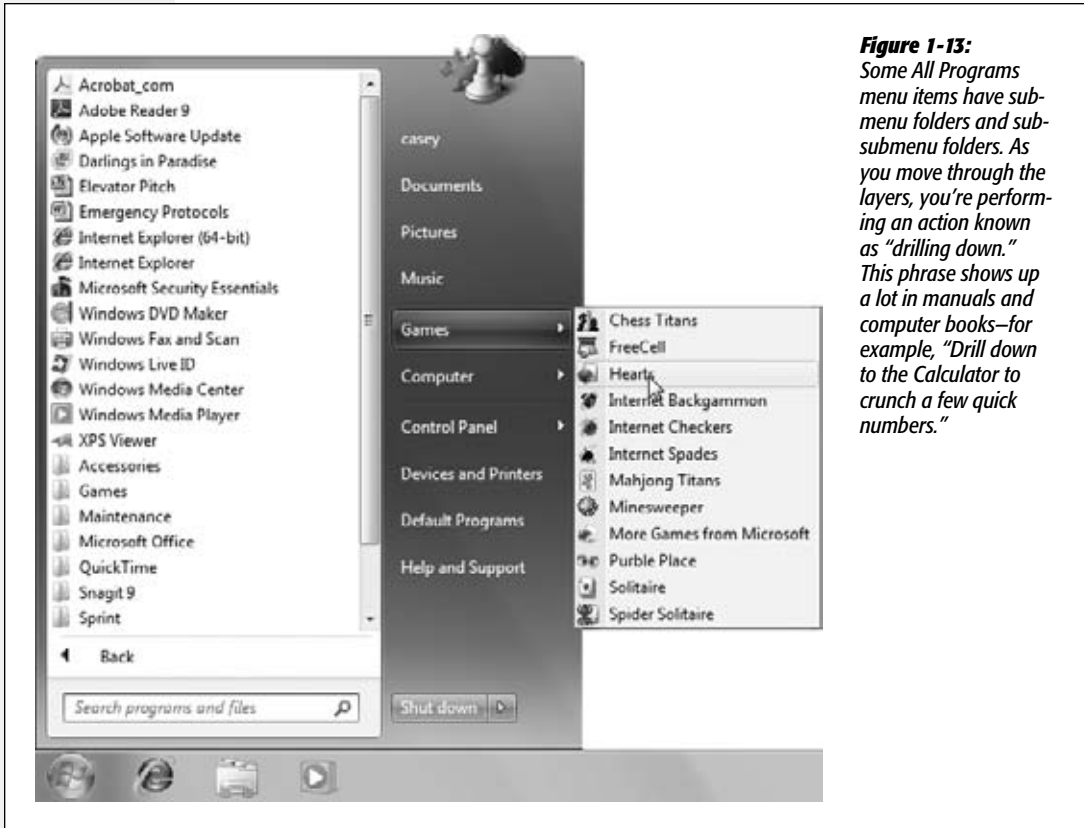 Acrobat_com
Adobe Reader 9
Apple Software Update
Darlings in Paradise
Elevator Pitch
Emergency Protocols
Internet Explorer (64-bit)
Internet Explorer
Microsoft Security Essentials
Windows DVD Maker
Windows Fax and Scan
Windows Live ID
Windows Media Center
Windows Media Player
XPS Viewer
Accessories
Games
Maintenance
Microsoft Office
QuickTime
Snagit 9
Sprint
Back
Search programs and files
casey
Documents
Pictures
Music
Games
Computer
Control Panel
Devices and Printers
Default Programs
Help and Support
Shut down
Chess Titans
FreeCell
Hearts
Internet Backgammon
Internet Checkers
Internet Spades
Mahjong Titans
Minesweeper
More Games from Microsoft
Purble Place
Solitaire
Spider Solitaire
Figure 1-13:
Some All Programs
menu items have sub-
menu folders and sub-
submenu folders. As
you move through the
layers, you're perform-
ing an action known
as “drilling down.”
This phrase shows up
a lot in manuals and
computer books—for
example, “Drill down
to the Calculator to
crunch a few quick
numbers.”